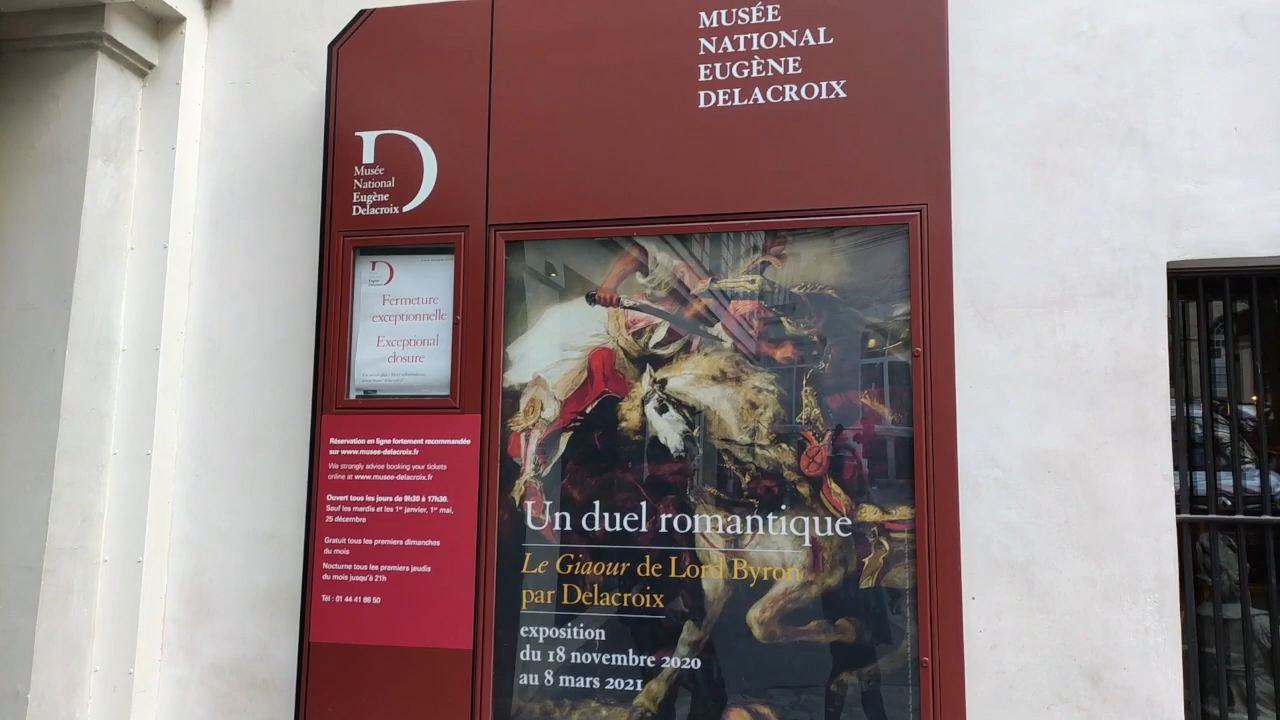 MUSÉE
NATIONAL
EUGÈNE
DELACROIX
D
Musée
National
Eugène
Delacroix
Fermeture
exceptionnelle
Exceptional
closure
Réservation en ligne fortement recommandée
sur www.musee-delacroix.fr
We strongly advise booking your tickets
online at www.musee-delacroix.fr
Ouvert tous les jours de 9h30 à 17h30.
Sauf les mardis et les 1er janvier, 1er mai,
25 décembre
Gratuit tous les premiers dimanches
du mois
Nocturne tous les premiers jeudis
du mois jusqu'à 21h
Tél : 01 44 41 86 50
Un duel romantique
Le Giaour de Lord Byron
par Delacroix
exposition
du 18 novembre 2020
au 8 mars 2021